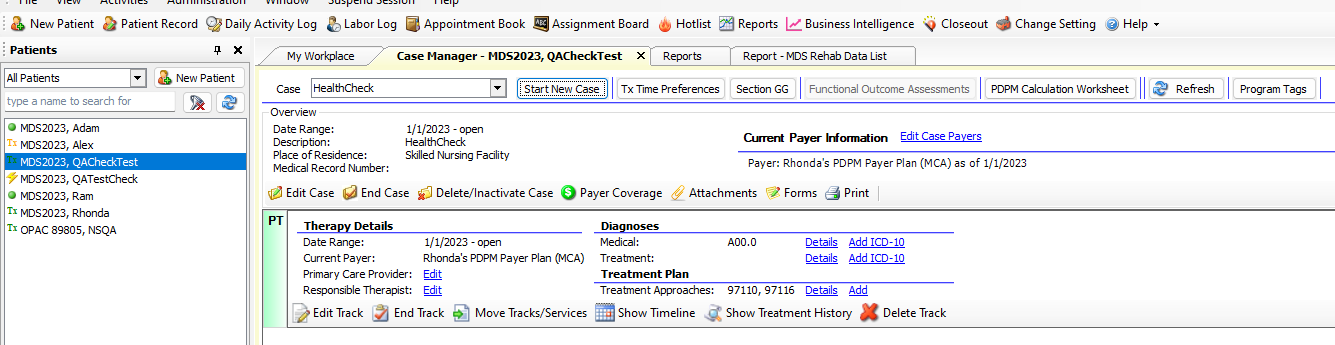 File View Activities Administration Window Suspend Session Help
New Patient Patient Record Daily Activity Log Labor Log Appointment Book Assignment Board Hotlist Reports Business Intelligence Closeout Change Setting Help
Patients
My Workplace Case Manager - MDS2023, QACheckTest Reports Report - MDS Rehab Data List
All Patients New Patient
type a name to search for
MDS2023, Adam
MDS2023, Alex
MDS2023, QACheckTest
MDS2023, QATestCheck
MDS2023, Ram
MDS2023, Rhonda
OPAC 89805, NSQA
Case HealthCheck Start New Case Tx Time Preferences Section GG Functional Outcome Assessments PDPM Calculation Worksheet Refresh Program Tags
Overview
Date Range: 1/1/2023 - open
Description: HealthCheck
Place of Residence: Skilled Nursing Facility
Medical Record Number:
Current Payer Information Edit Case Payers
Payer: Rhonda's PDPM Payer Plan (MCA) as of 1/1/2023
Edit Case End Case Delete/Inactivate Case Payer Coverage Attachments Forms Print
PT
Therapy Details
Date Range: 1/1/2023 - open
Current Payer: Rhonda's PDPM Payer Plan (MCA)
Primary Care Provider: Edit
Responsible Therapist: Edit
Diagnoses
Medical: A00.0 Details Add ICD-10
Treatment: Details Add ICD-10
Treatment Plan
Treatment Approaches: 97110, 97116 Details Add
Edit Track End Track Move Tracks/Services Show Timeline Show Treatment History Delete Track